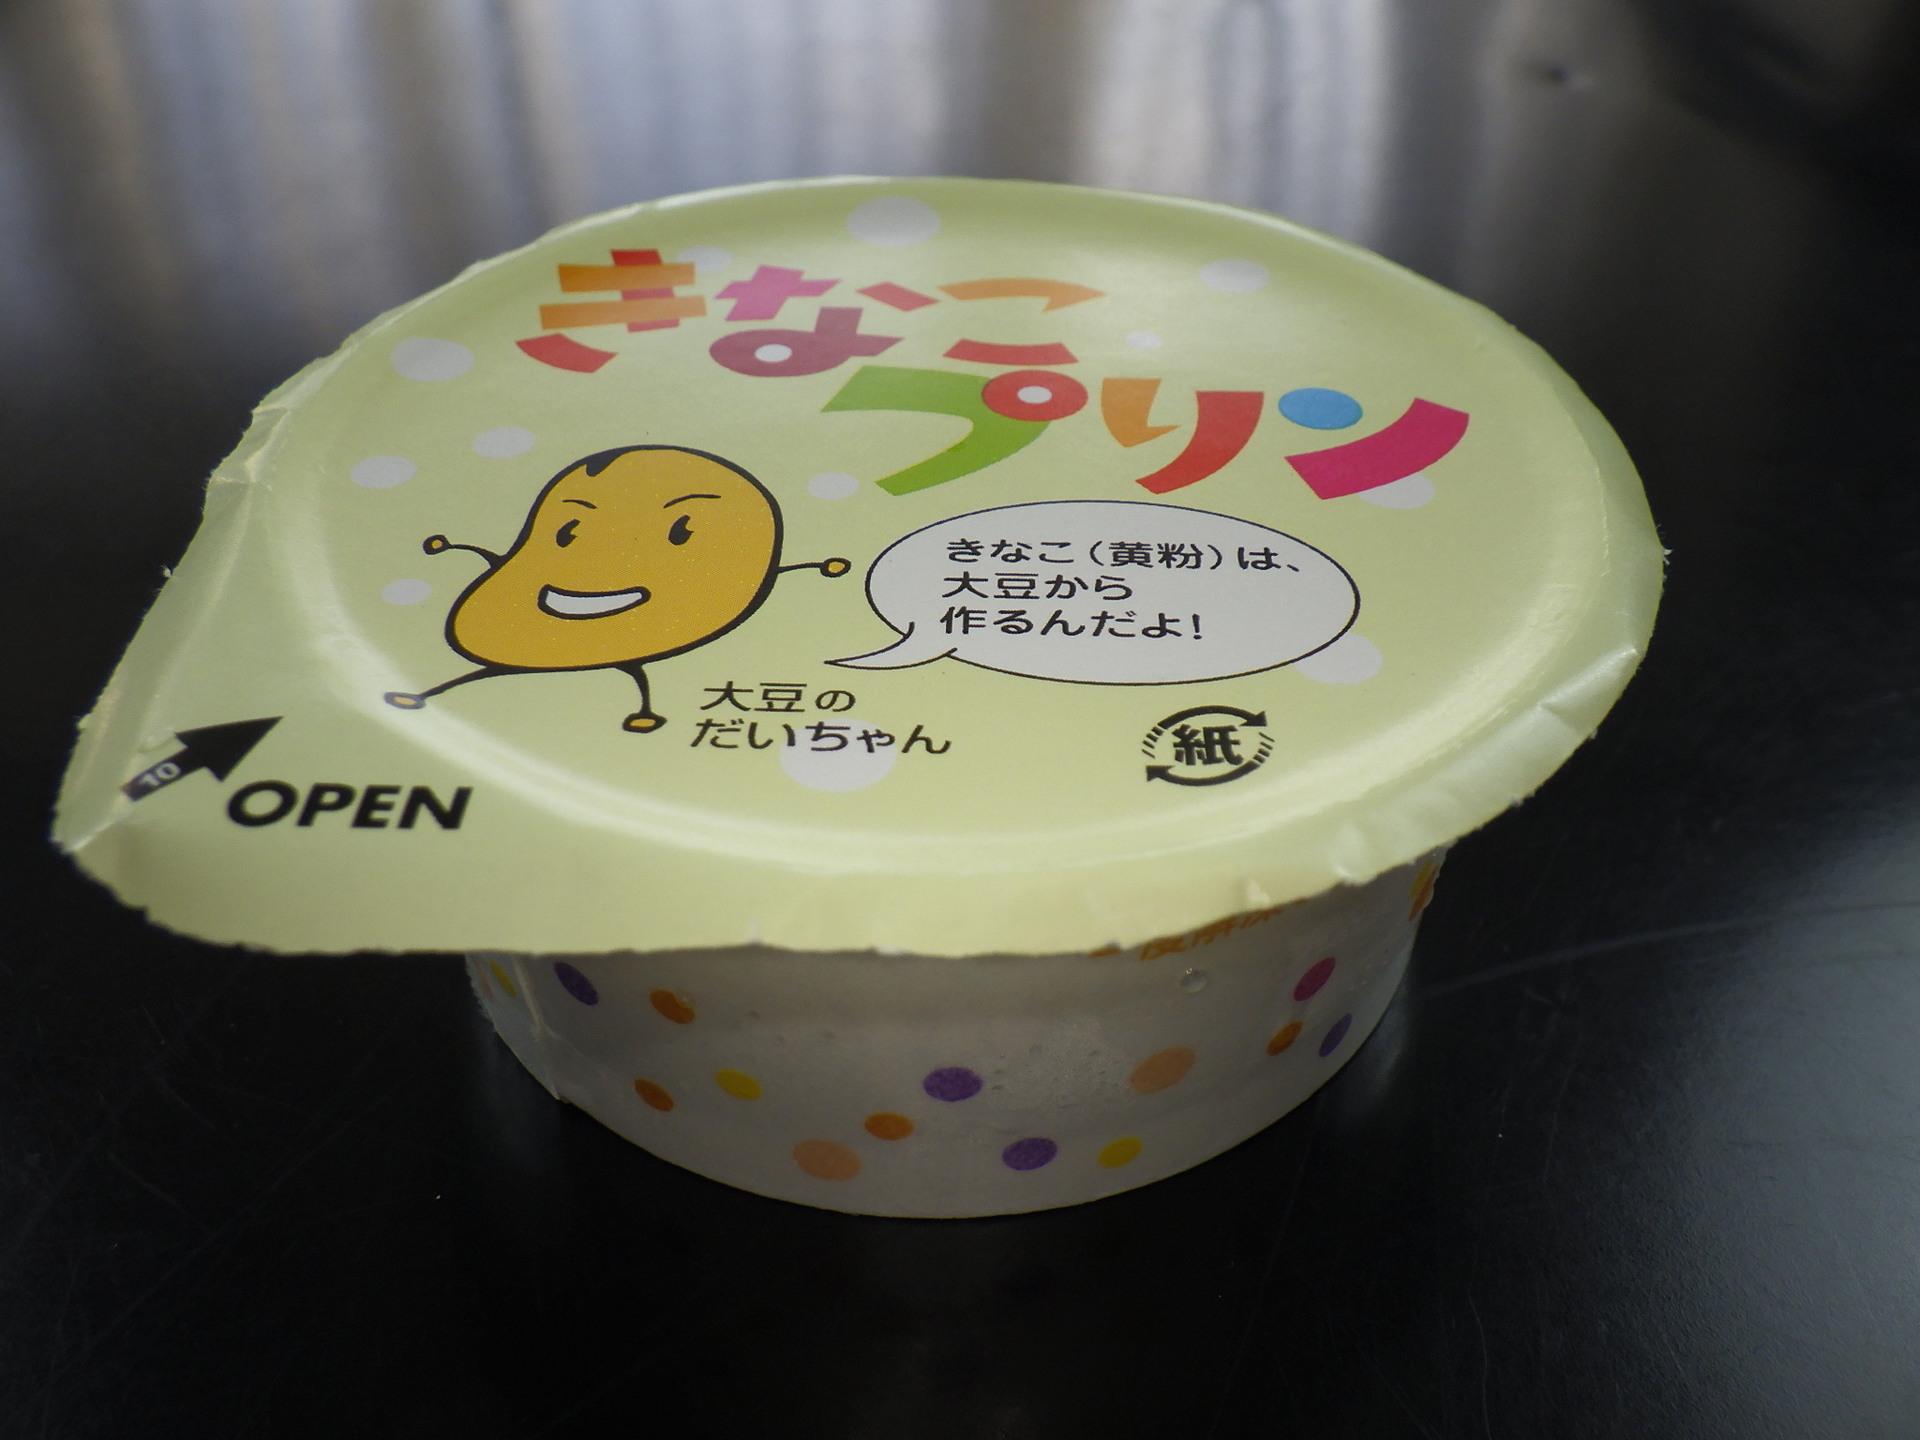 きなこ
プリン
きなこ(黄粉)は、
大豆から
作るんだよ!
大豆の
だいちゃん
紙
10
OPEN